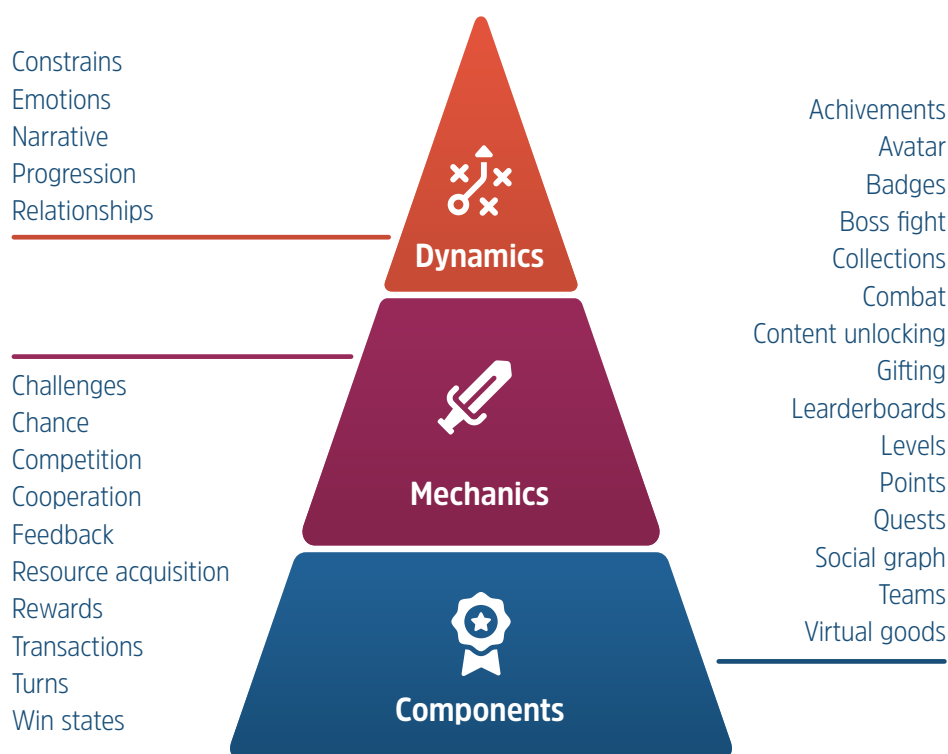 Constrains
Emotions
Narrative
Progression
Relationships
Dynamics
Challenges
Chance
Competition
Cooperation
Feedback
Resource acquisition
Rewards
Transactions
Turns
Win states
Mechanics
Components
Achivements
Avatar
Badges
Boss fight
Collections
Combat
Content unlocking
Gifting
Learderboards
Levels
Points
Quests
Social graph
Teams
Virtual goods